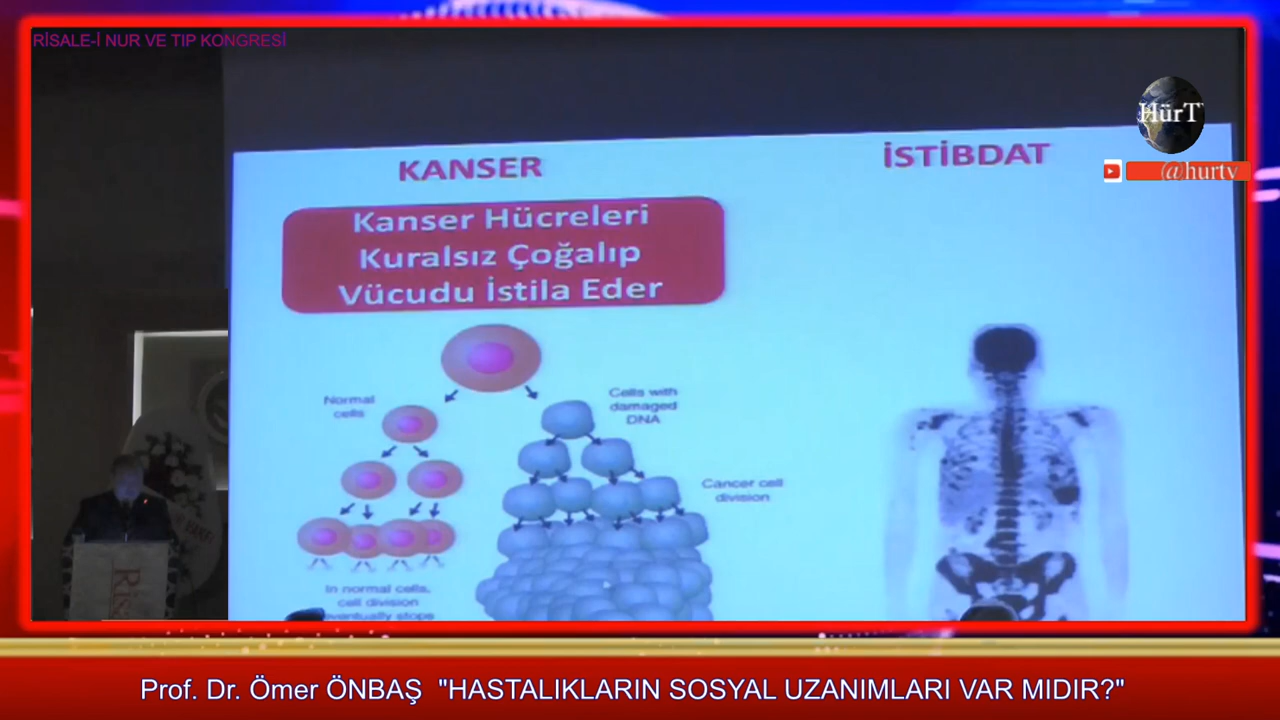 RİSALE-İ NUR VE TIP KONGRESİ
HürT
@hurtv
KANSER
İSTİBDAT
Kanser Hücreleri
Kuralsız Çoğalıp
Vücudu İstila Eder
Normal
cells
Cells with
damaged
DNA
Cancer cell
division
In normal cells,
cell division
eventually stops
Prof. Dr. Ömer ÖNBAŞ "HASTALIKLARIN SOSYAL UZANIMLARI VAR MIDIR?"